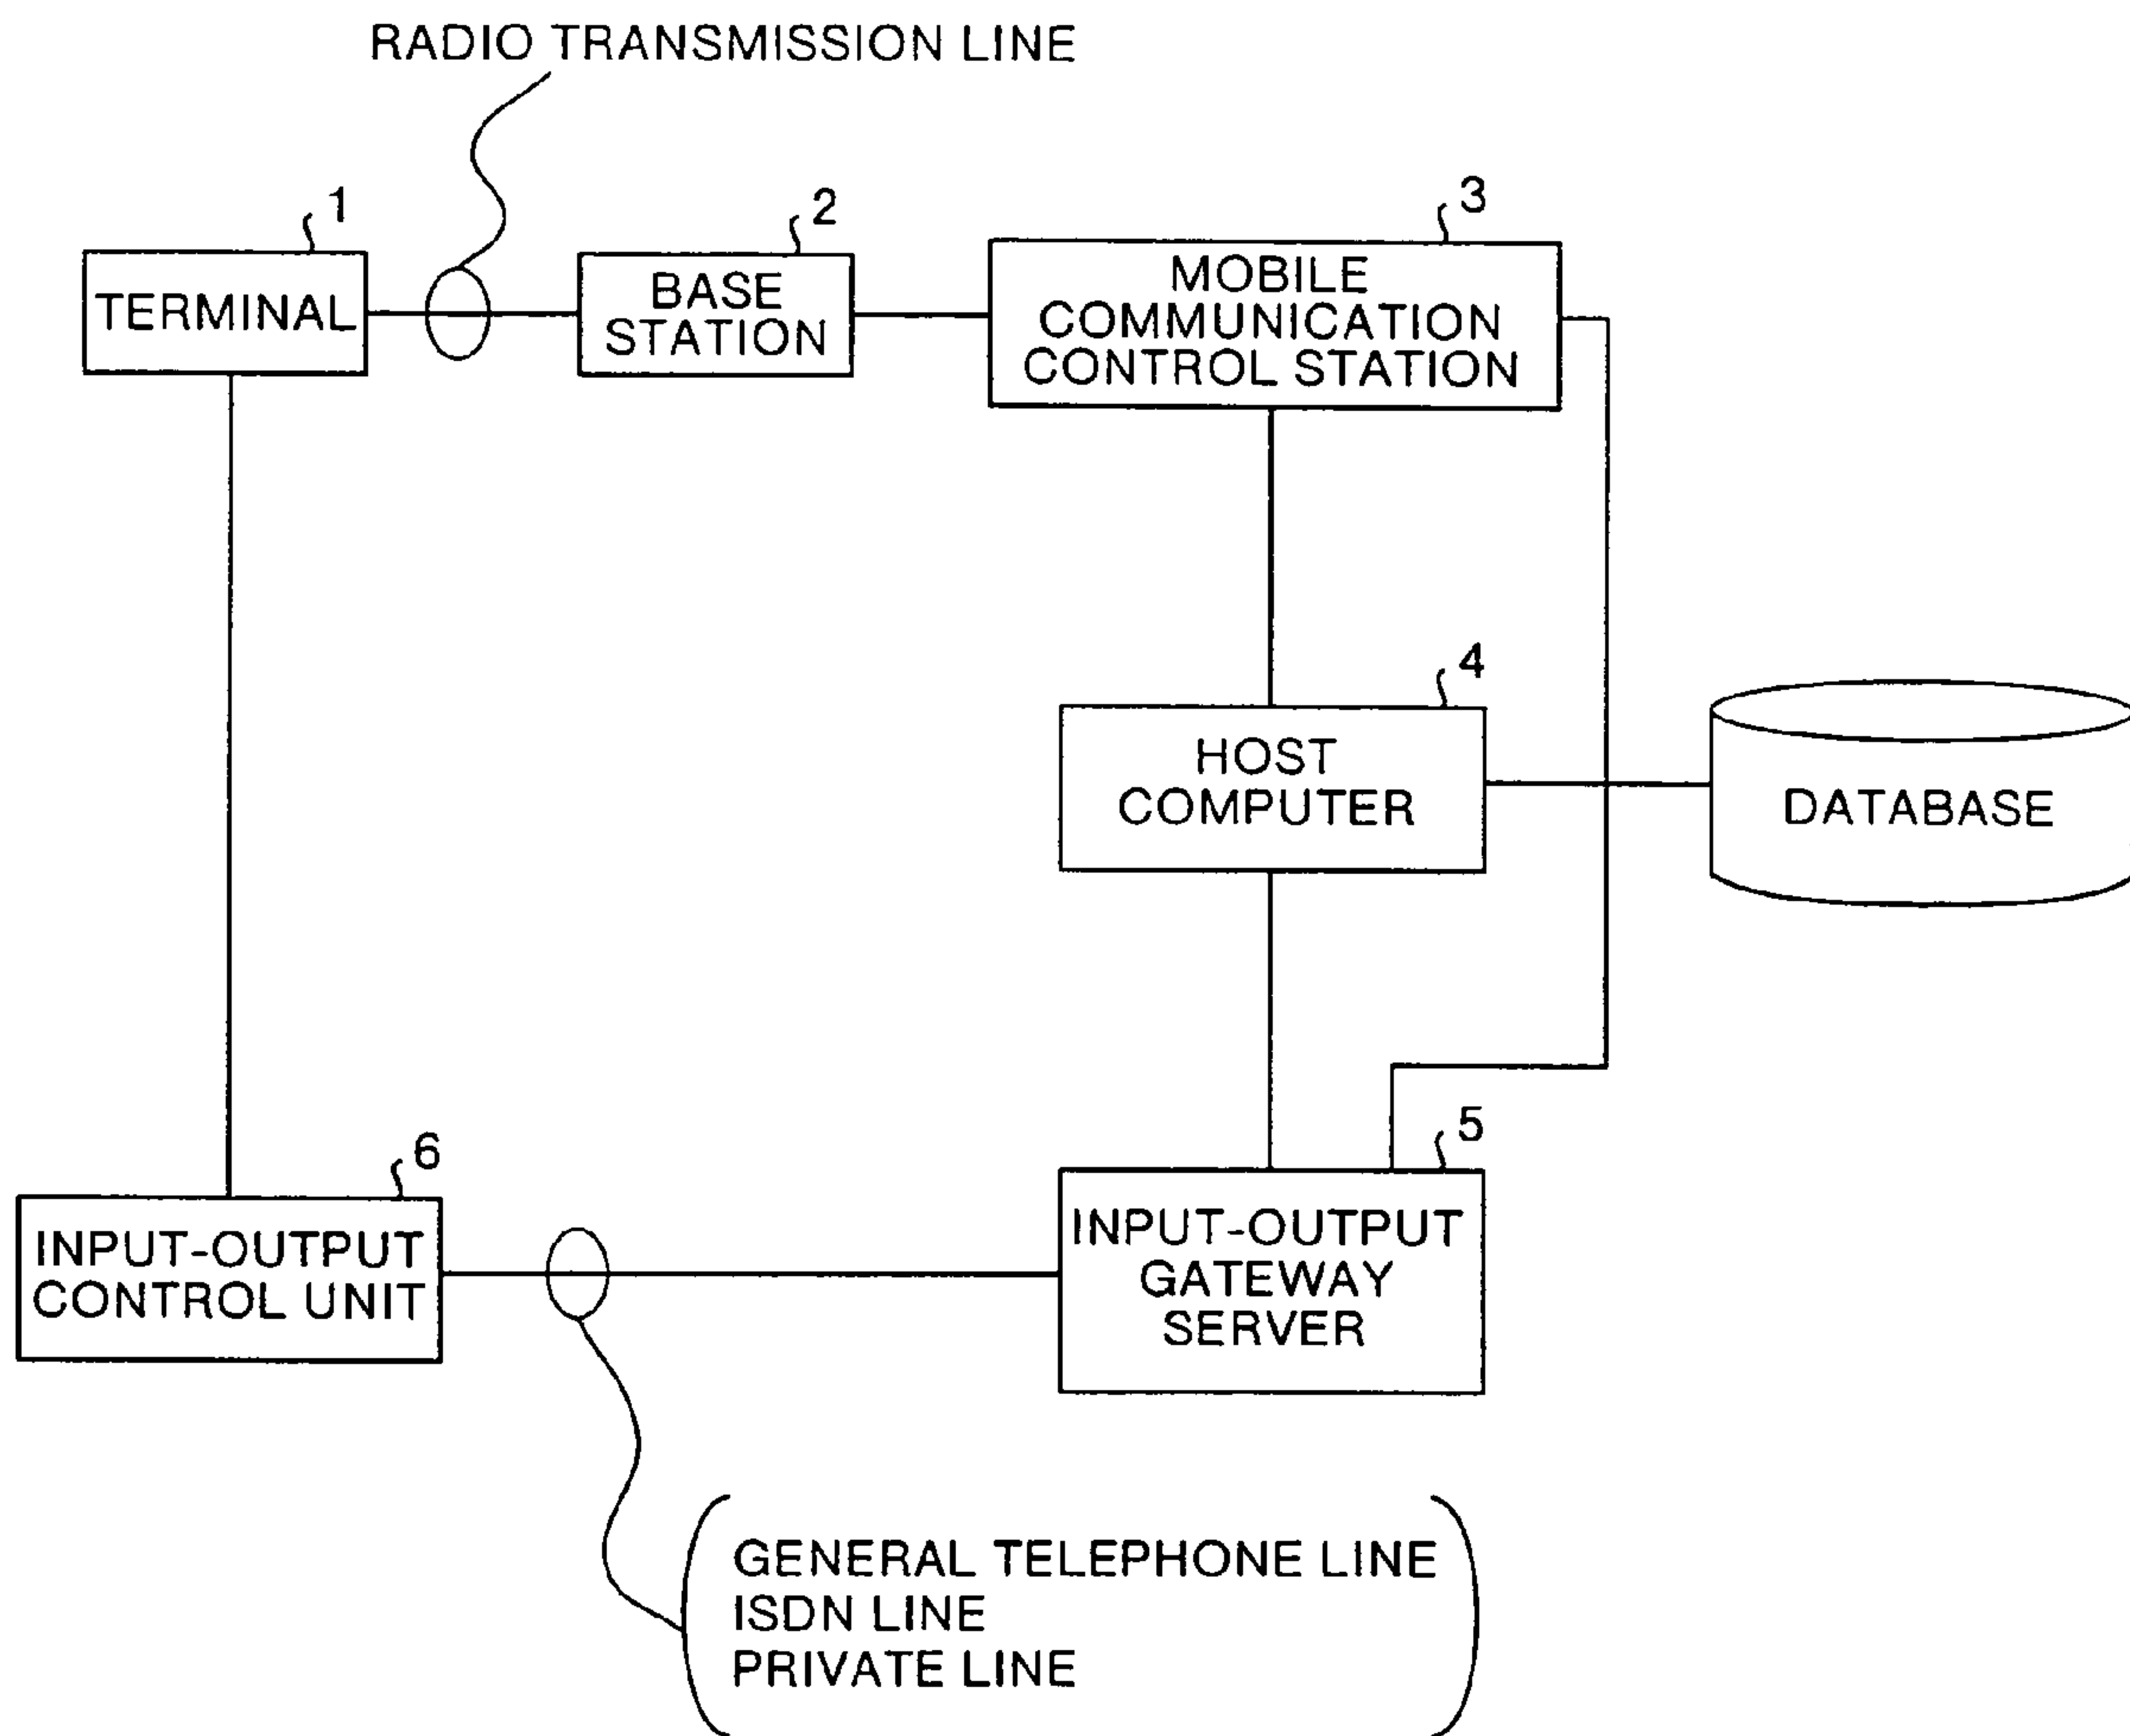 RADIO TRANSMISSION LINE
1
2
3
TERMINAL
BASE
STATION
MOBILE
COMMUNICATION
CONTROL STATION
4
HOST
COMPUTER
DATABASE
5
6
INPUT-OUTPUT
GATEWAY
SERVER
INPUT-OUTPUT
CONTROL UNIT
GENERAL TELEPHONE LINE
ISDN LINE
PRIVATE LINE